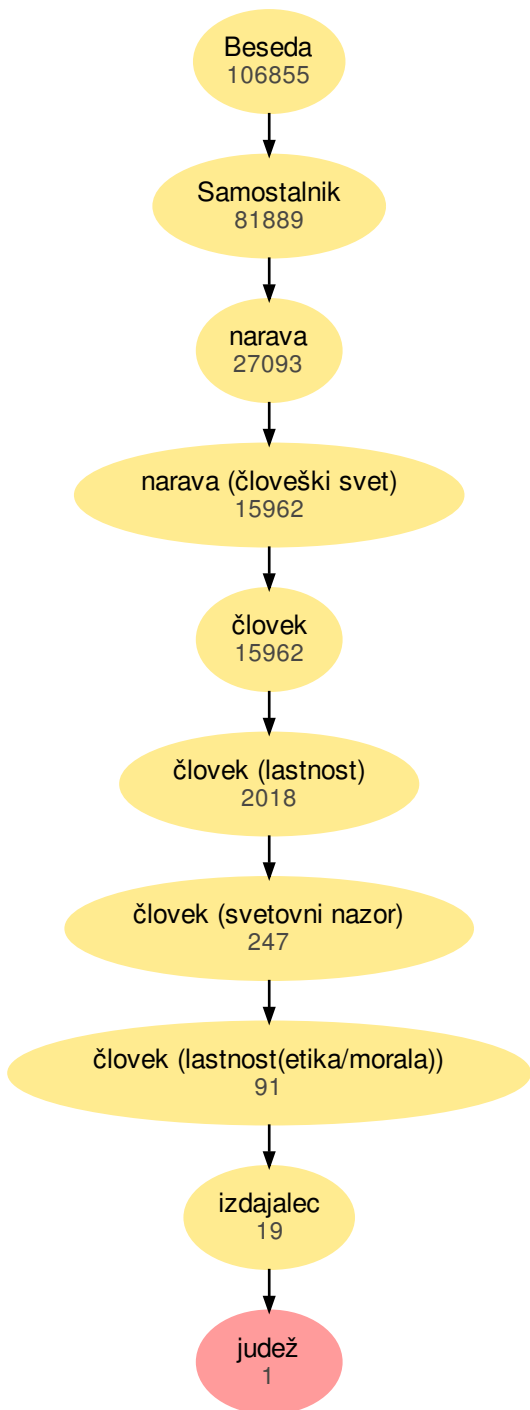 Beseda
106855
Samostalnik
81889
narava
27093
narava (človeški svet)
15962
človek
15962
človek (lastnost)
2018
človek (svetovni nazor)
247
človek (lastnost(etika/morala))
91
izdajalec
19
judež
1